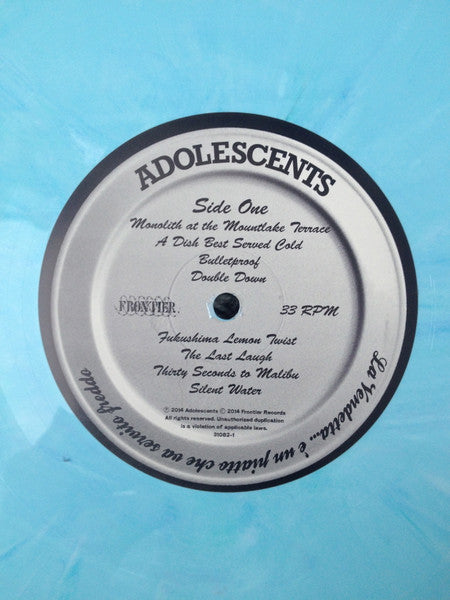 ADOLESCENTS
Side One
Monolith at the Mountlake Terrace
A Dish Best Served Cold
Bulletproof
Double Down
FRONTIER
33 RPM
Fukushima Lemon Twist
The Last Laugh
Thirty Seconds to Malibu
Silent Water
℗ 2014 Adolescents © 2014 Frontier Records
All rights reserved. Unauthorized duplication
is a violation of applicable laws.
31082-1
La Vendetta... è un piatto che va servito freddo